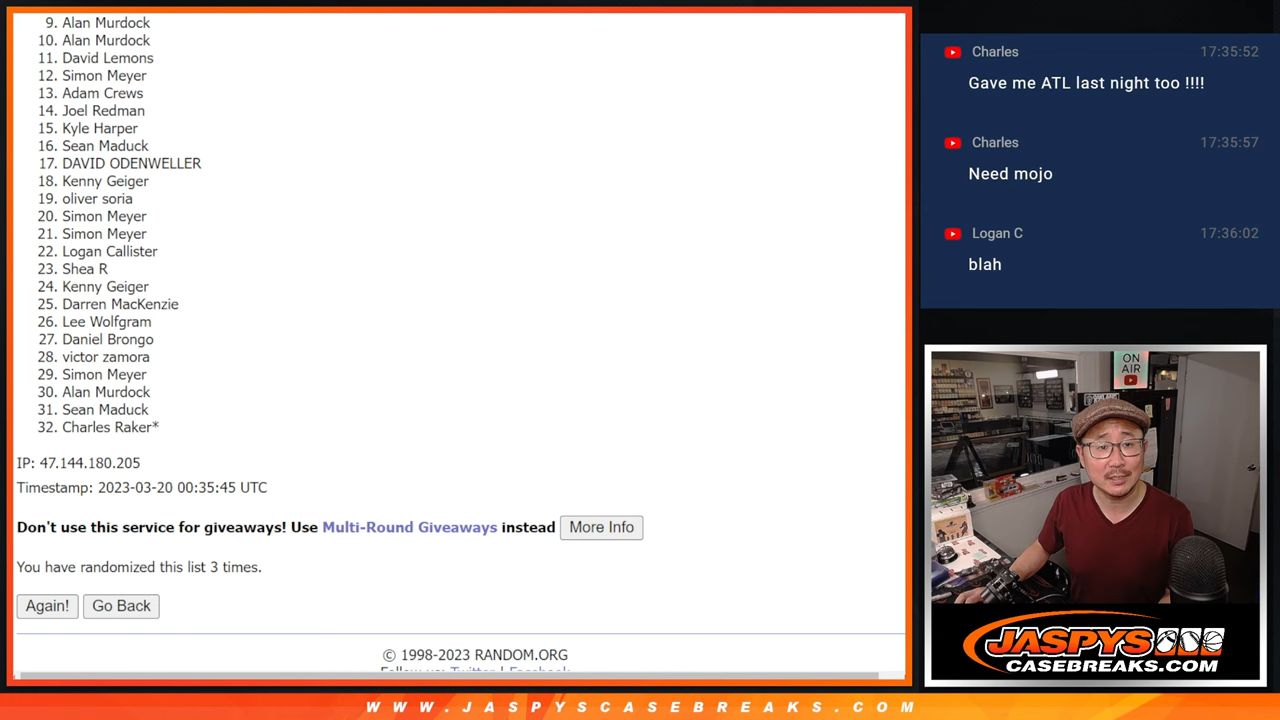 9. Alan Murdock
10. Alan Murdock
11. David Lemons
12. Simon Meyer
13. Adam Crews
14. Joel Redman
15. Kyle Harper
16. Sean Maduck
17. DAVID ODENWELLER
18. Kenny Geiger
19. oliver soria
20. Simon Meyer
21. Simon Meyer
22. Logan Callister
23. Shea R
24. Kenny Geiger
25. Darren MacKenzie
26. Lee Wolfgram
27. Daniel Brongo
28. victor zamora
29. Simon Meyer
30. Alan Murdock
31. Sean Maduck
32. Charles Raker*
IP: 47.144.180.205
Timestamp: 2023-03-20 00:35:45 UTC
Don't use this service for giveaways! Use Multi-Round Giveaways instead More Info
You have randomized this list 3 times.
Again! Go Back
© 1998-2023 RANDOM.ORG
Follow us: Twitter | Facebook
Charles 17:35:52
Gave me ATL last night too !!!!
Charles 17:35:57
Need mojo
Logan C 17:36:02
blah
ON
AIR
JASPYS
CASEBREAKS.COM
WWW.JASPYSCASEBREAKS.COM